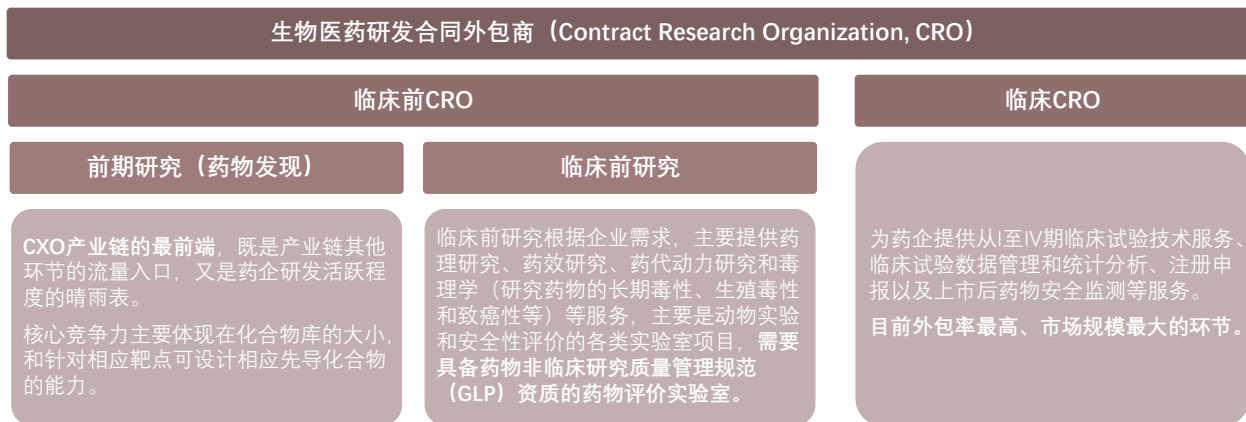 生物医药研发合同外包商（Contract Research Organization, CRO）
临床前CRO
临床CRO
前期研究（药物发现）
临床前研究
CXO产业链的最前端，既是产业链其他
环节的流量入口，又是药企研发活跃程
度的晴雨表。
核心竞争力主要体现在化合物库的大小，
和针对相应靶点可设计相应先导化合物
的能力。
临床前研究根据企业需求，主要提供药
理研究、药效研究、药代动力研究和毒
理学（研究药物的长期毒性、生殖毒性
和致癌性等）等服务，主要是动物实验
和安全性评价的各类实验室项目，需要
具备药物非临床研究质量管理规范
（GLP）资质的药物评价实验室。
为药企提供从I至IV期临床试验技术服务、
临床试验数据管理和统计分析、注册申
报以及上市后药物安全监测等服务。
目前外包率最高、市场规模最大的环节。